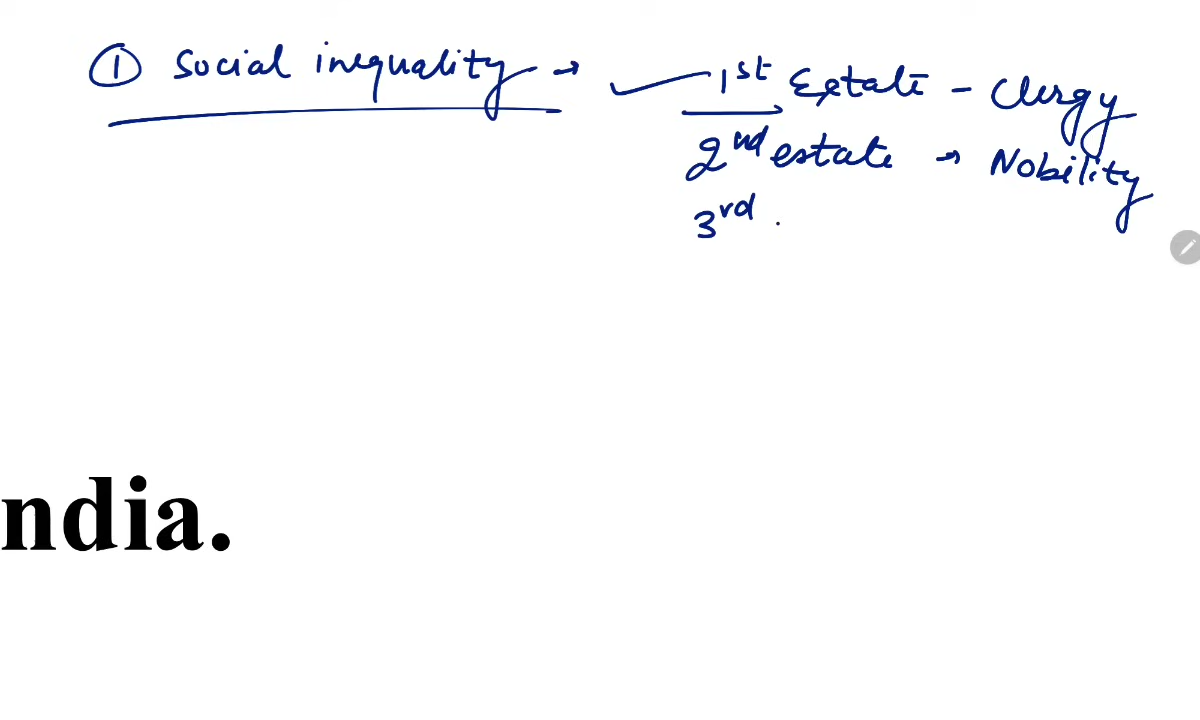 ① Social inequality → 1st Estate - Clergy
2nd estate → Nobility
3rd .
ndia.